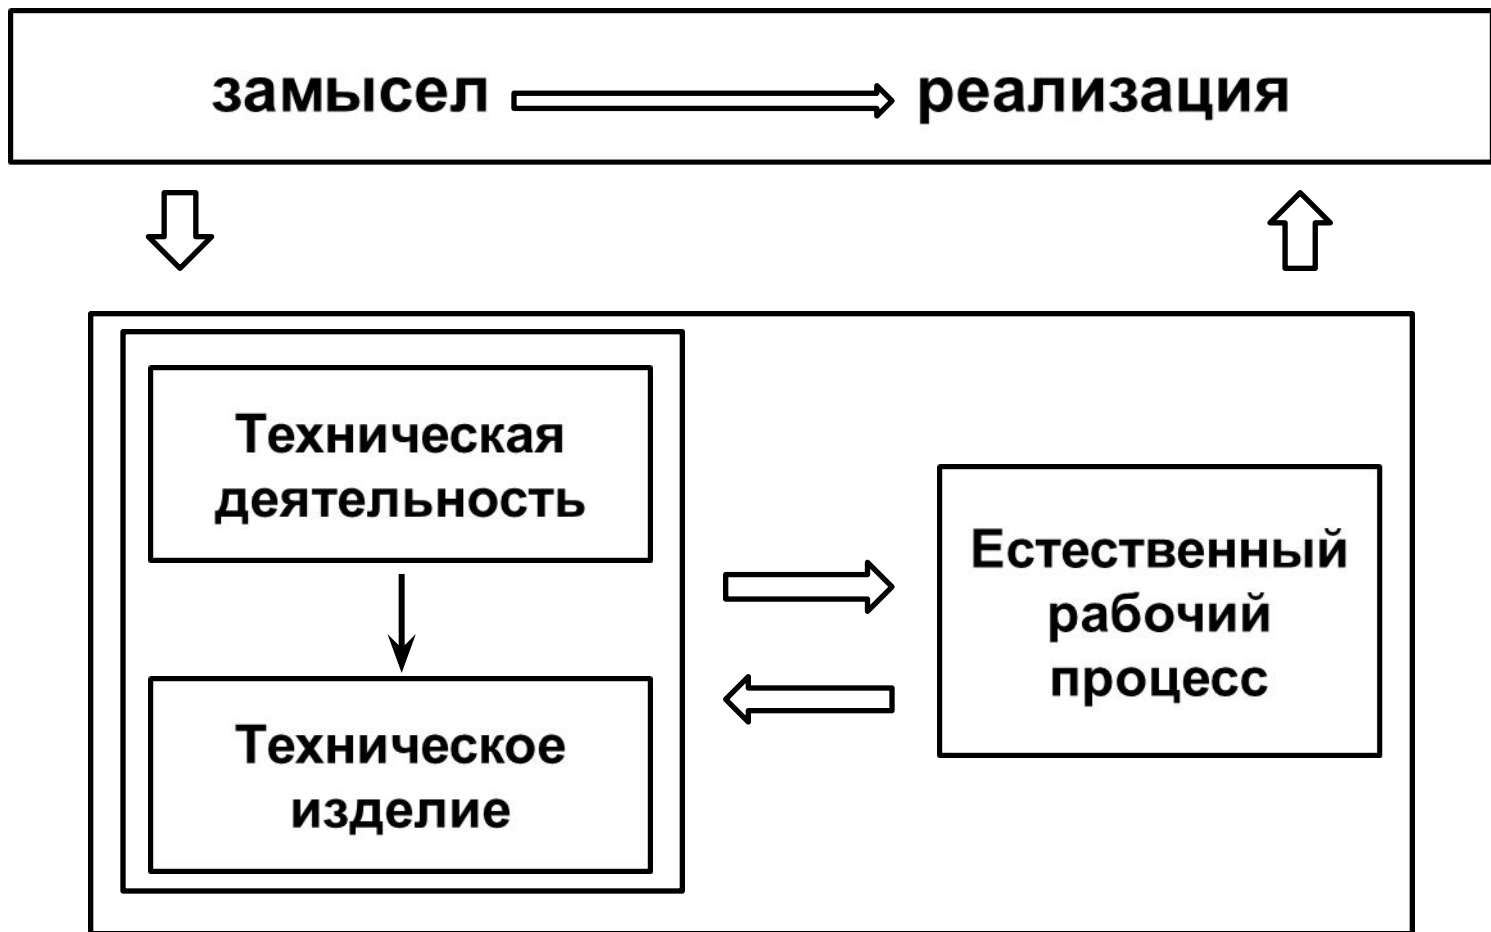 замысел реализация
Техническая
деятельность
Техническое
изделие
Естественный
рабочий
процесс